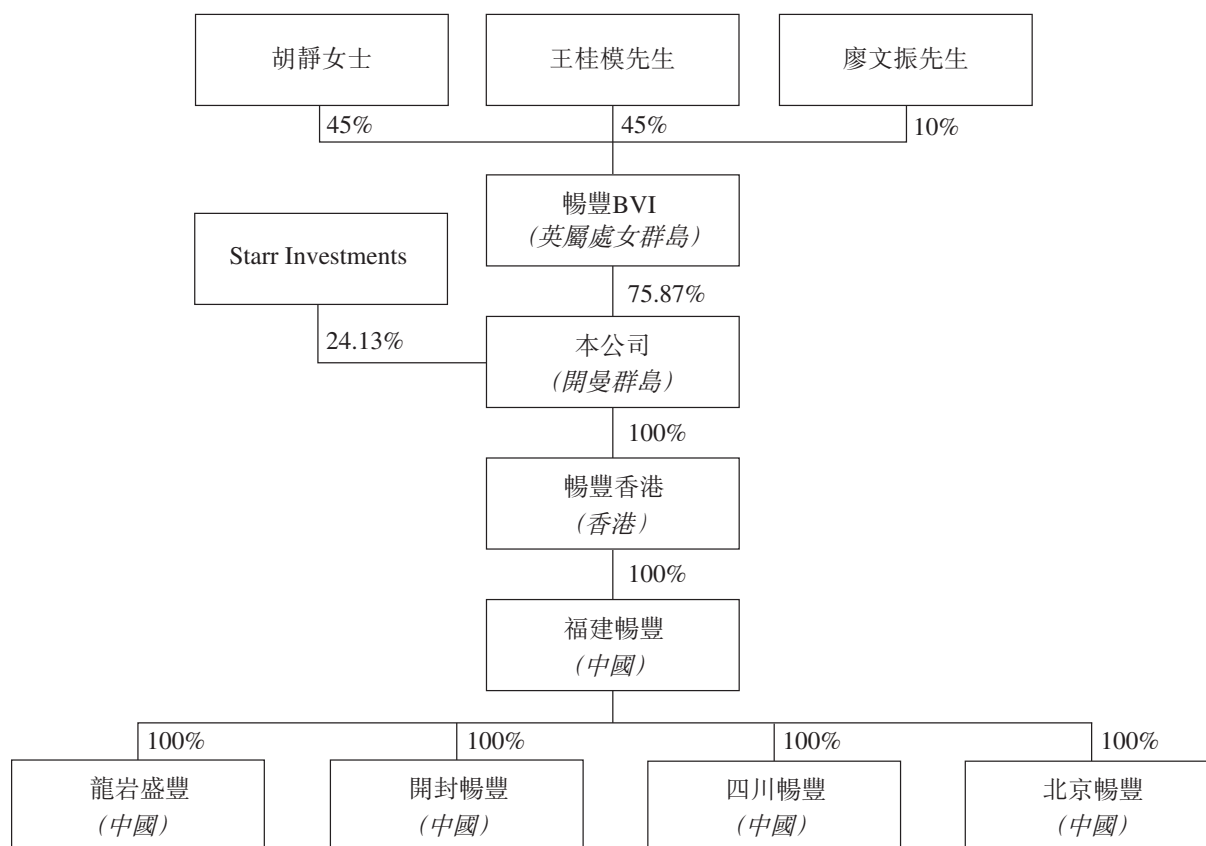 胡靜女士
王桂模先生
廖文振先生
45%
45%
10%
暢豐BVI
（英屬處女群島）
Starr Investments
75.87%
24.13%
本公司
（開曼群島）
100%
暢豐香港
（香港）
100%
福建暢豐
（中國）
100%
100%
100%
100%
龍岩盛豐
（中國）
開封暢豐
（中國）
四川暢豐
（中國）
北京暢豐
（中國）